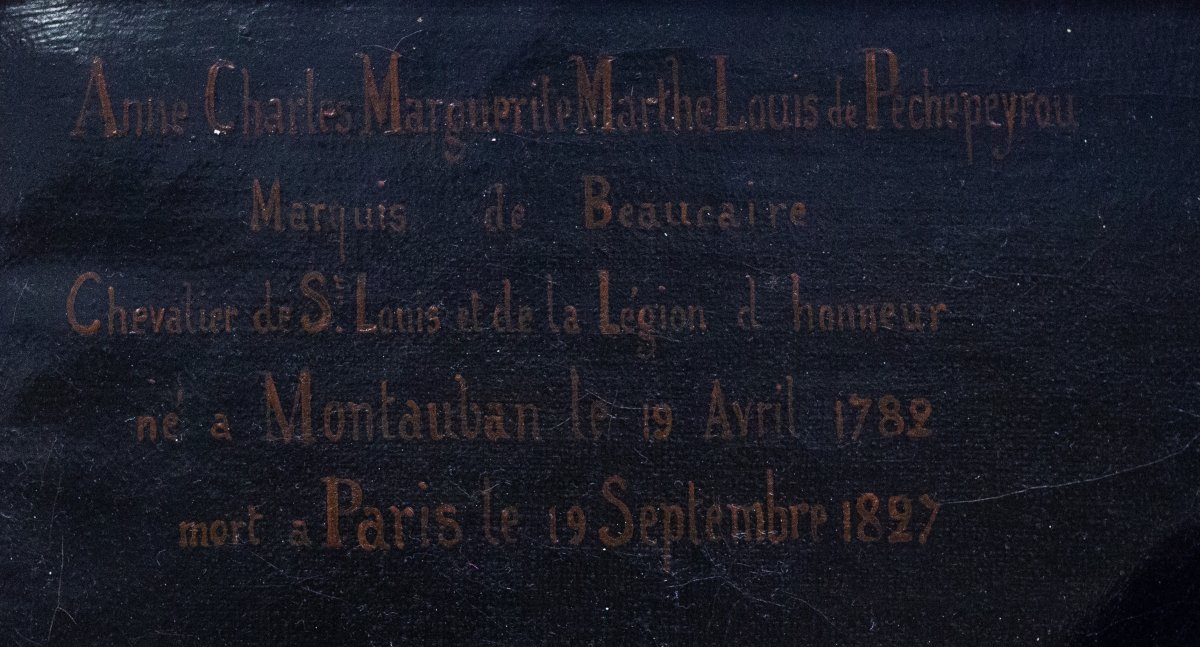 Anne Charles Marguerite Marthe Louis de Pechepeyrou
Marquis de Beaucaire
Chevalier de St. Louis et de la Légion d honneur
né a Montauban le 19 Avril 1782
mort a Paris le 19 Septembre 1827